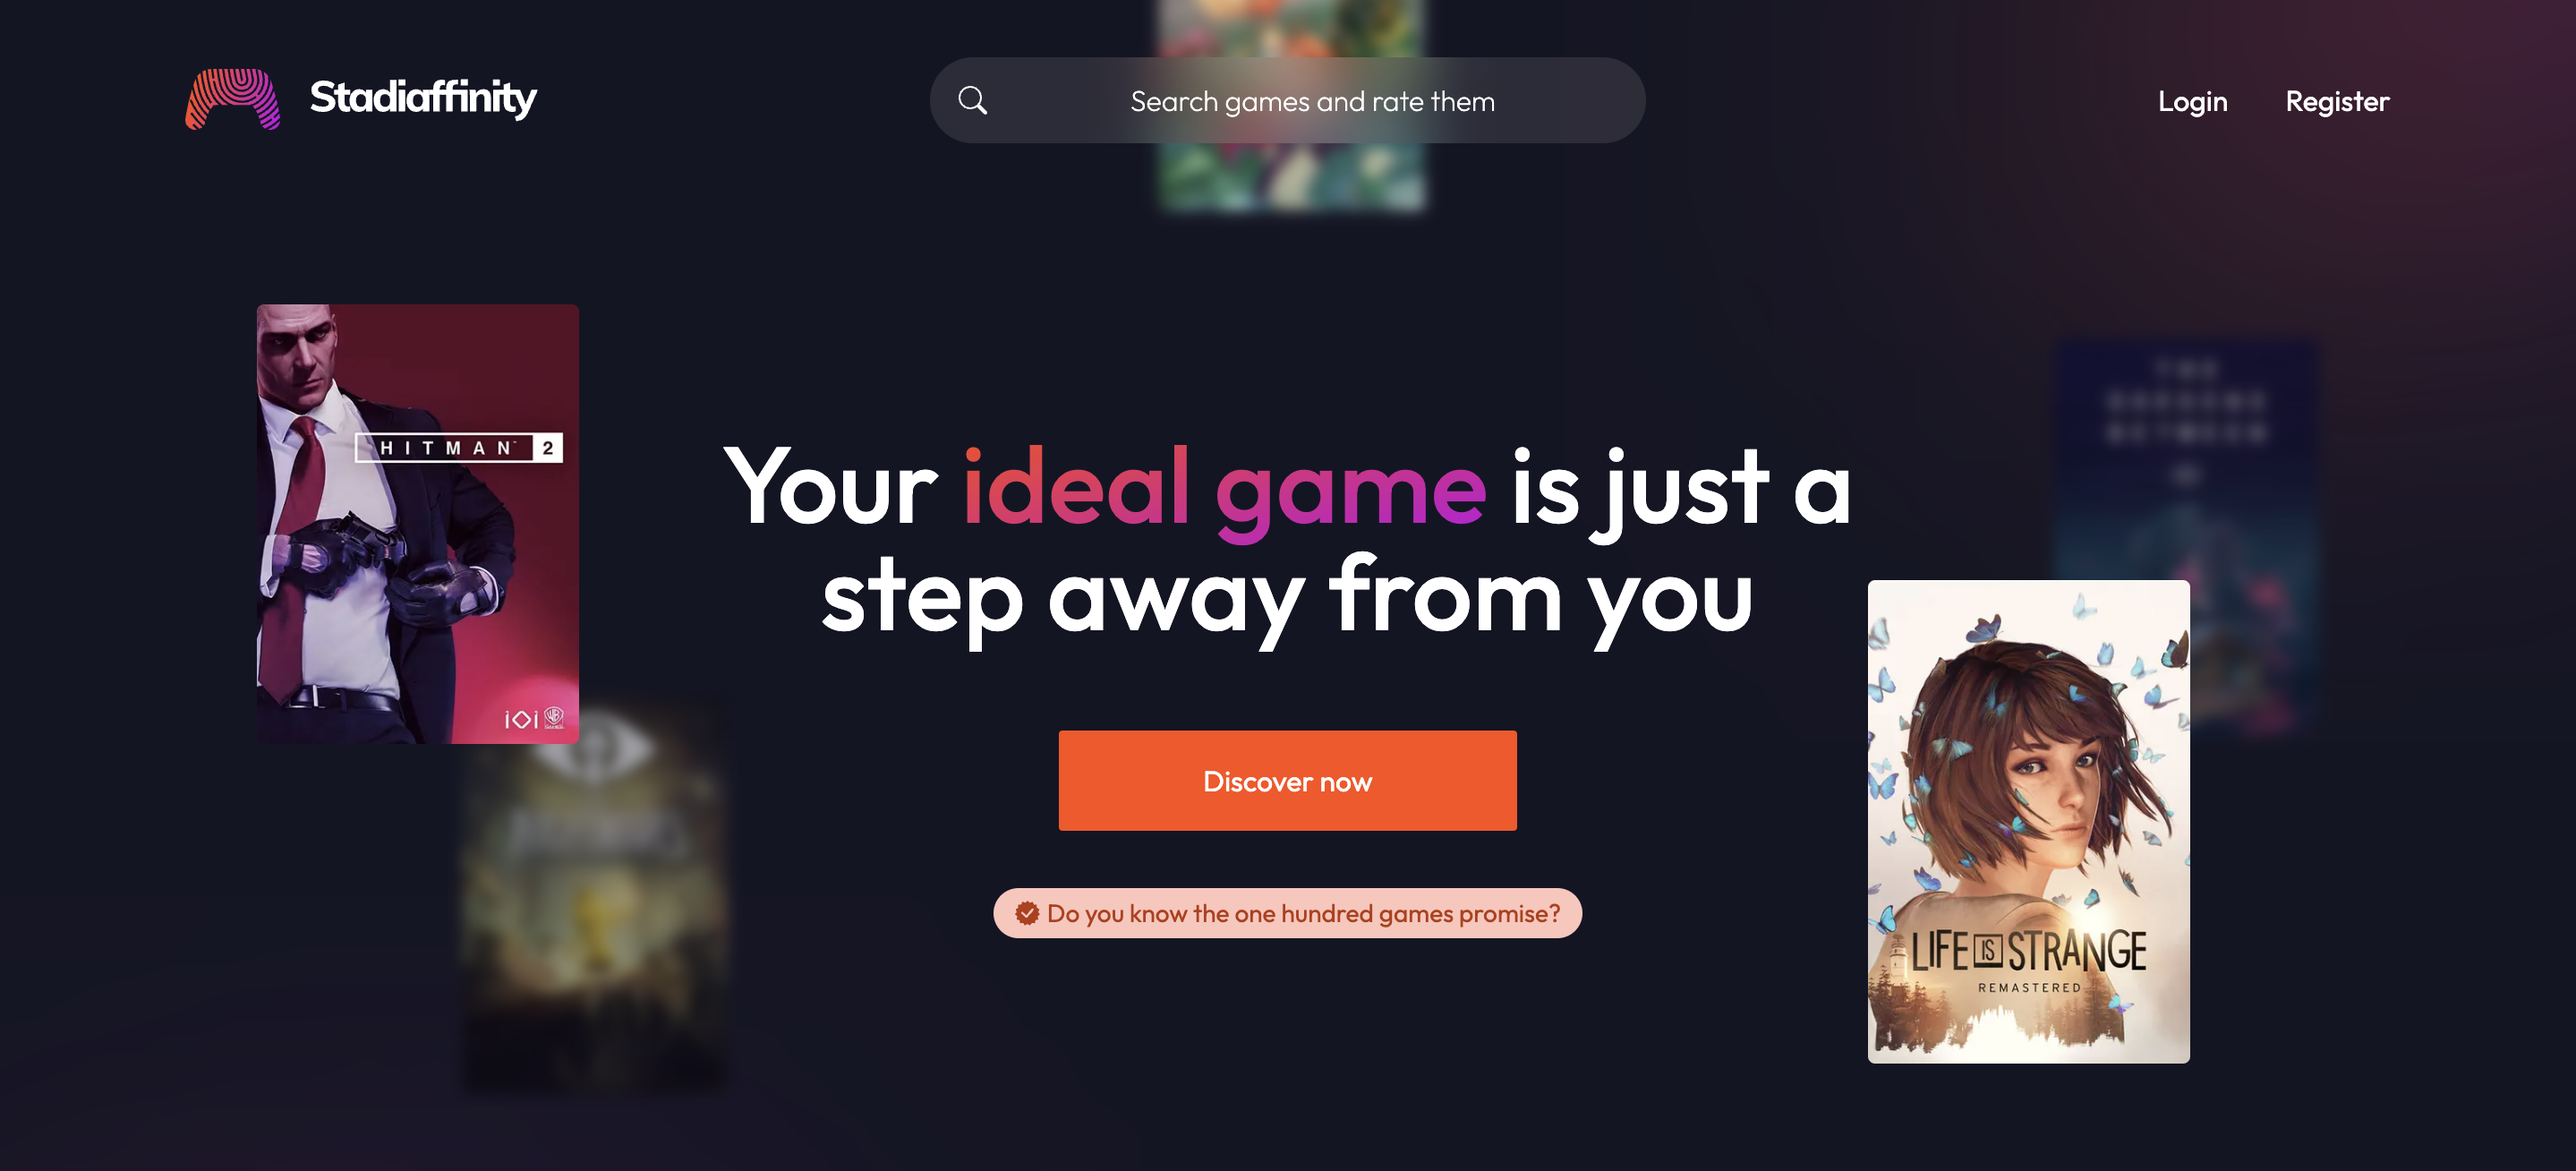 Stadiaffinity
Search games and rate them
Login
Register
HITMAN 2
iOi
Your ideal game is just a
step away from you
Discover now
Do you know the one hundred games promise?
LIFE IS STRANGE
REMASTERED